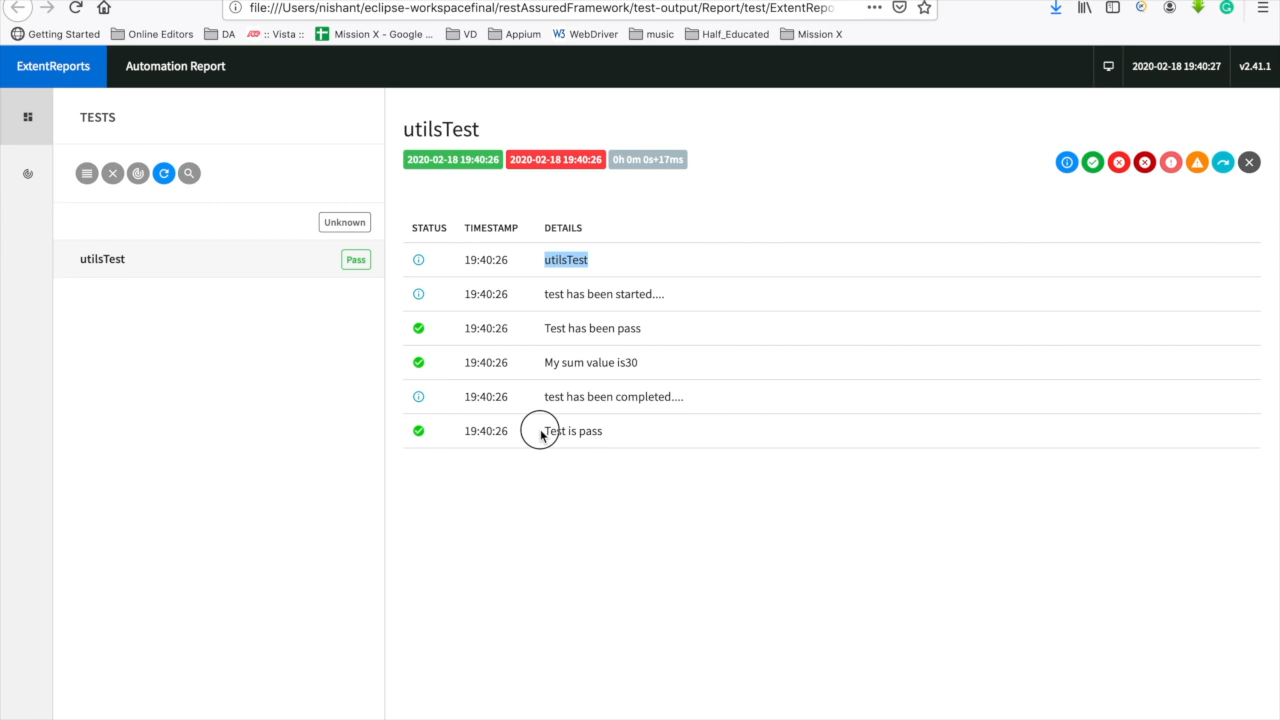 file:///Users/nishant/eclipse-workspacefinal/restAssuredFramework/test-output/Report/test/ExtentRepo
Getting Started Online Editors DA :: Vista :: Mission X - Google ... VD Appium W3 WebDriver music Half_Educated Mission X
ExtentReports Automation Report 2020-02-18 19:40:27 v2.41.1
TESTS
utilsTest
2020-02-18 19:40:26 2020-02-18 19:40:26 0h 0m 0s+17ms
Unknown
utilsTest Pass
STATUS TIMESTAMP DETAILS
19:40:26 utilsTest
19:40:26 test has been started....
19:40:26 Test has been pass
19:40:26 My sum value is30
19:40:26 test has been completed....
19:40:26 Test is pass